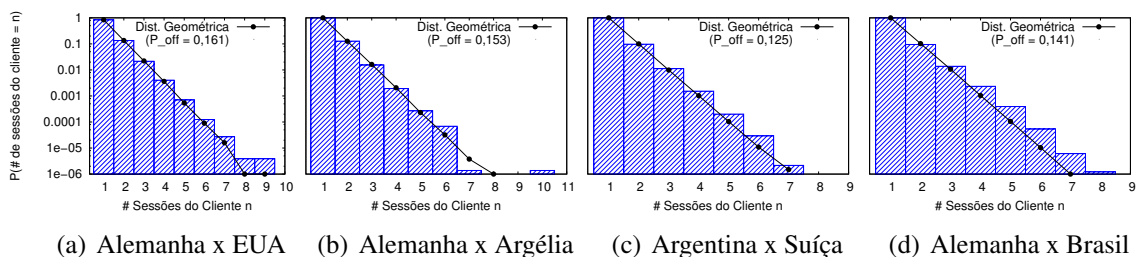 P(# de sessões do cliente = n)
1
0.1
0.01
0.001
0.0001
1e-05
1e-06
Dist. Geométrica
(P_off = 0,161)
1 2 3 4 5 6 7 8 9 10
# Sessões do Cliente n
(a) Alemanha x EUA
Dist. Geométrica
(P_off = 0,153)
1 2 3 4 5 6 7 8 9 10 11
# Sessões do Cliente n
(b) Alemanha x Argélia
Dist. Geométrica
(P_off = 0,125)
1 2 3 4 5 6 7 8 9
# Sessões do Cliente n
(c) Argentina x Suíça
Dist. Geométrica
(P_off = 0,141)
1 2 3 4 5 6 7 8 9
# Sessões do Cliente n
(d) Alemanha x Brasil